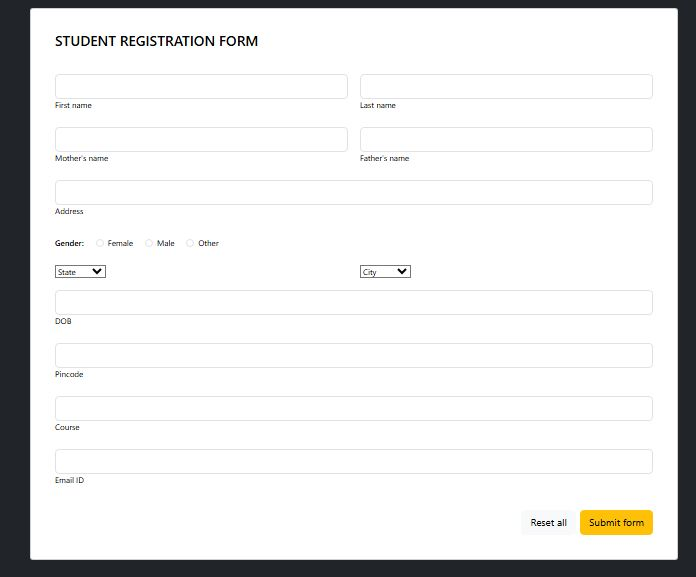 STUDENT REGISTRATION FORM
First name Last name
Mother's name Father's name
Address
Gender: Female Male Other
State City
DOB
Pincode
Course
Email ID
Reset all Submit form